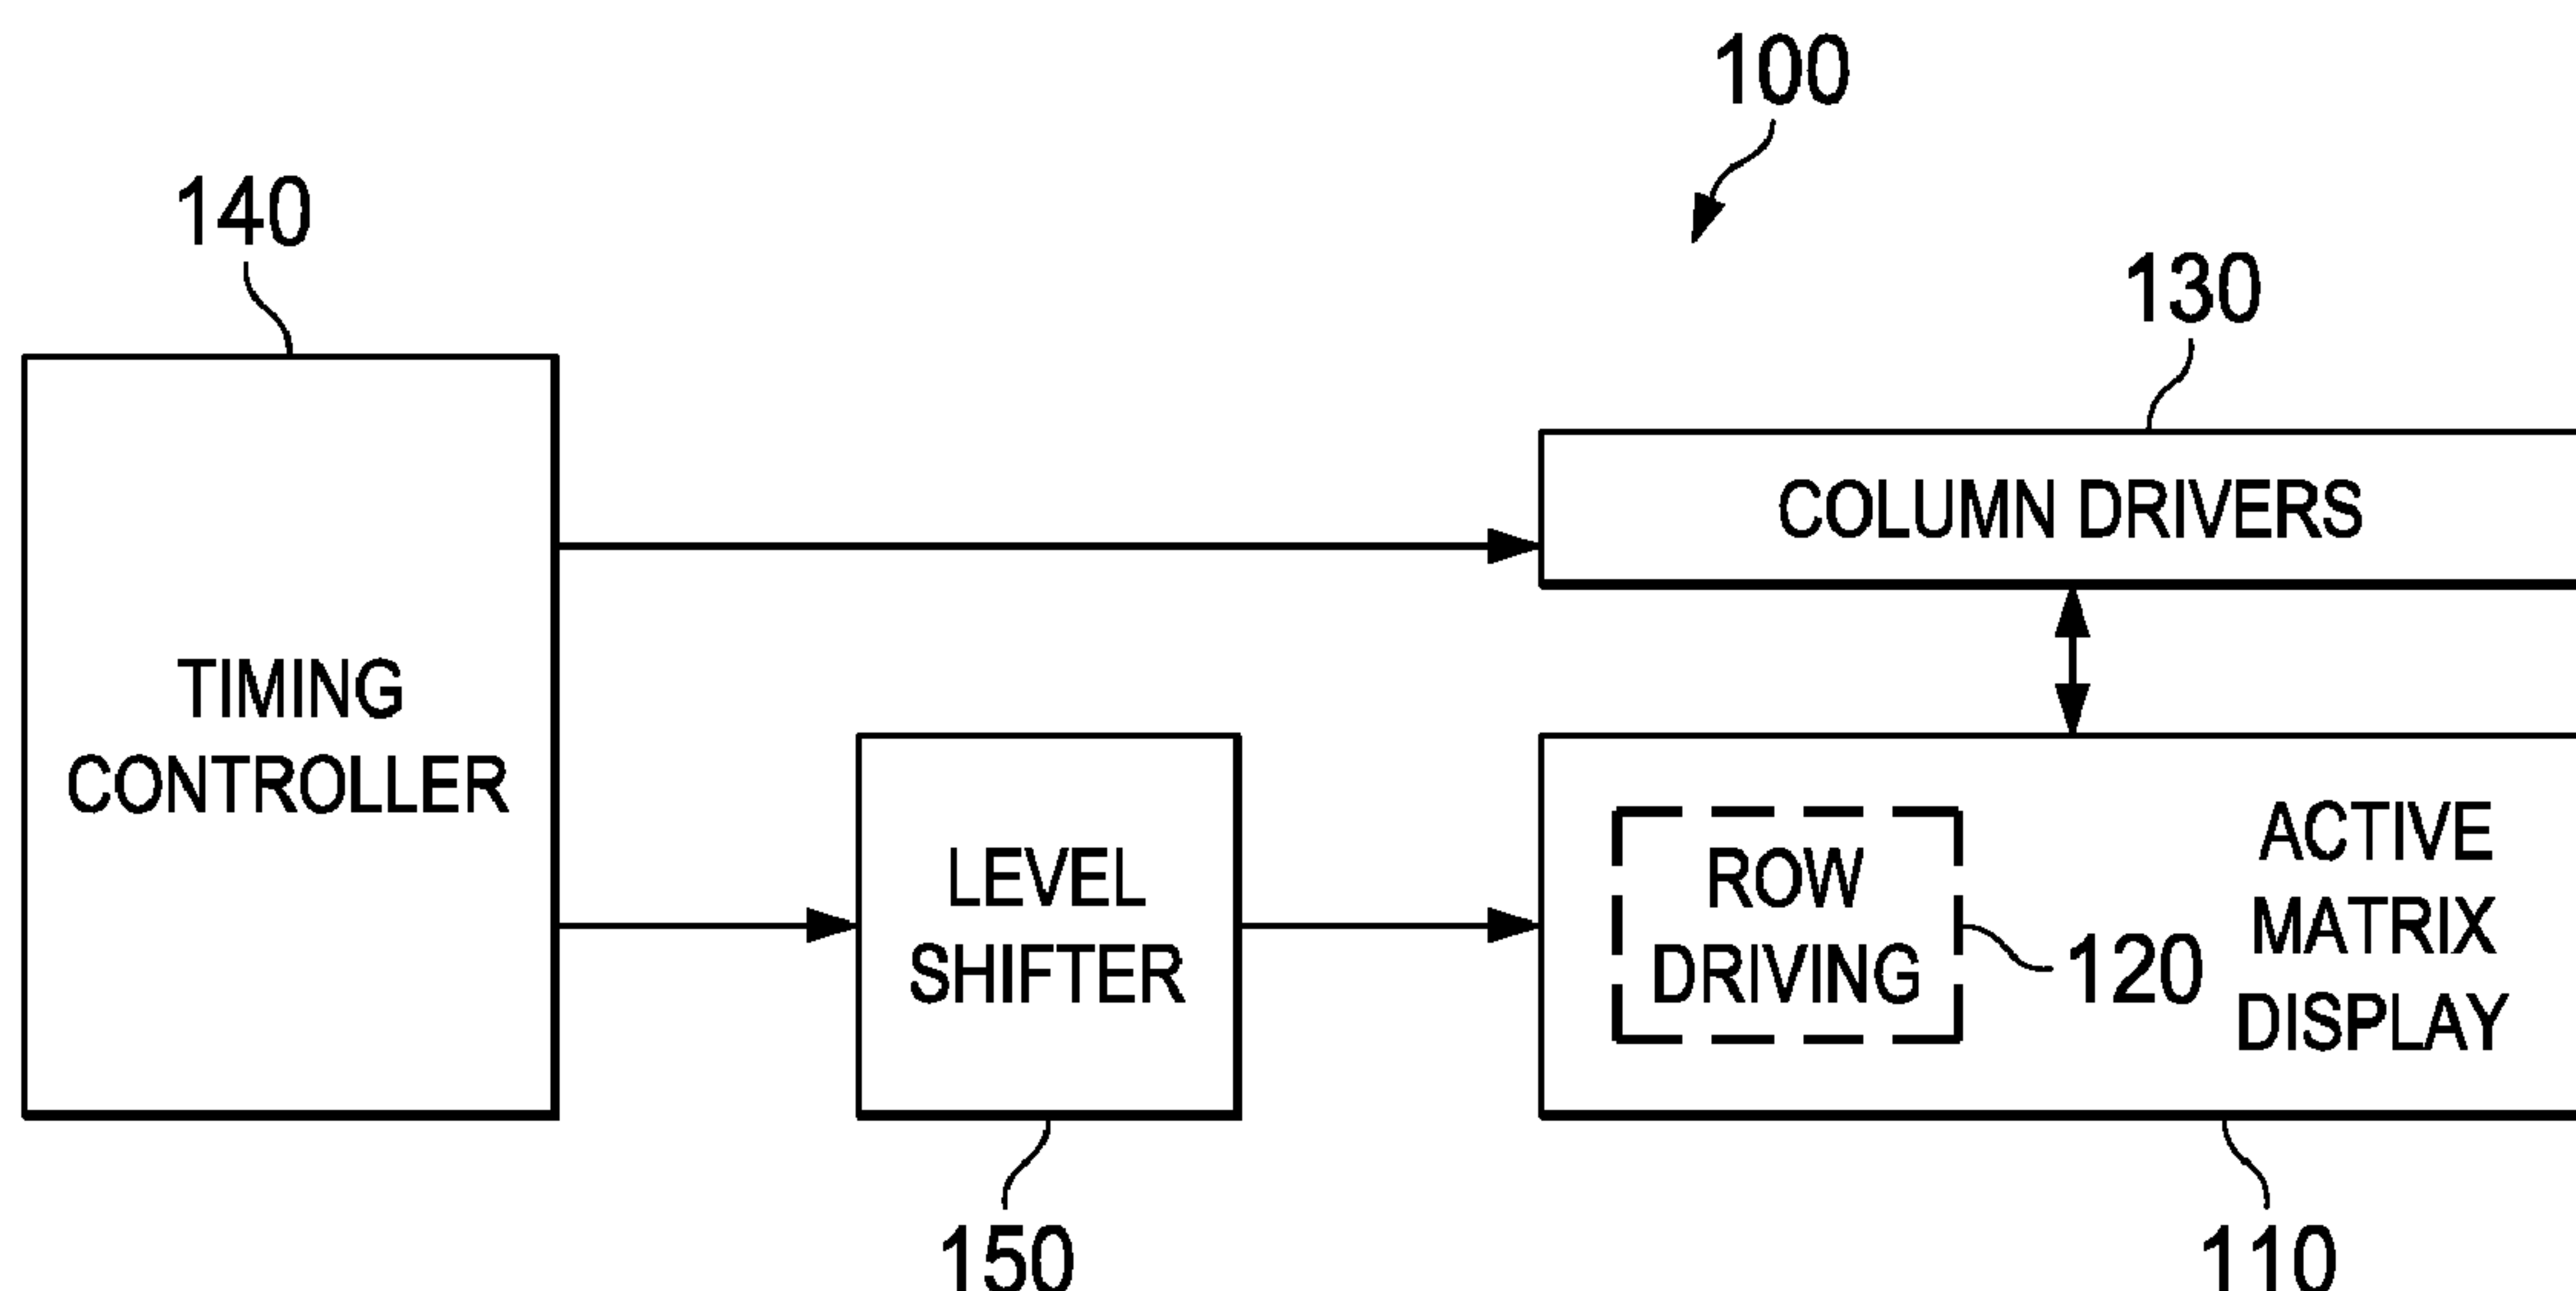 100
140
130
COLUMN DRIVERS
TIMING
CONTROLLER
LEVEL
SHIFTER
ROW
DRIVING
120
ACTIVE
MATRIX
DISPLAY
150
110